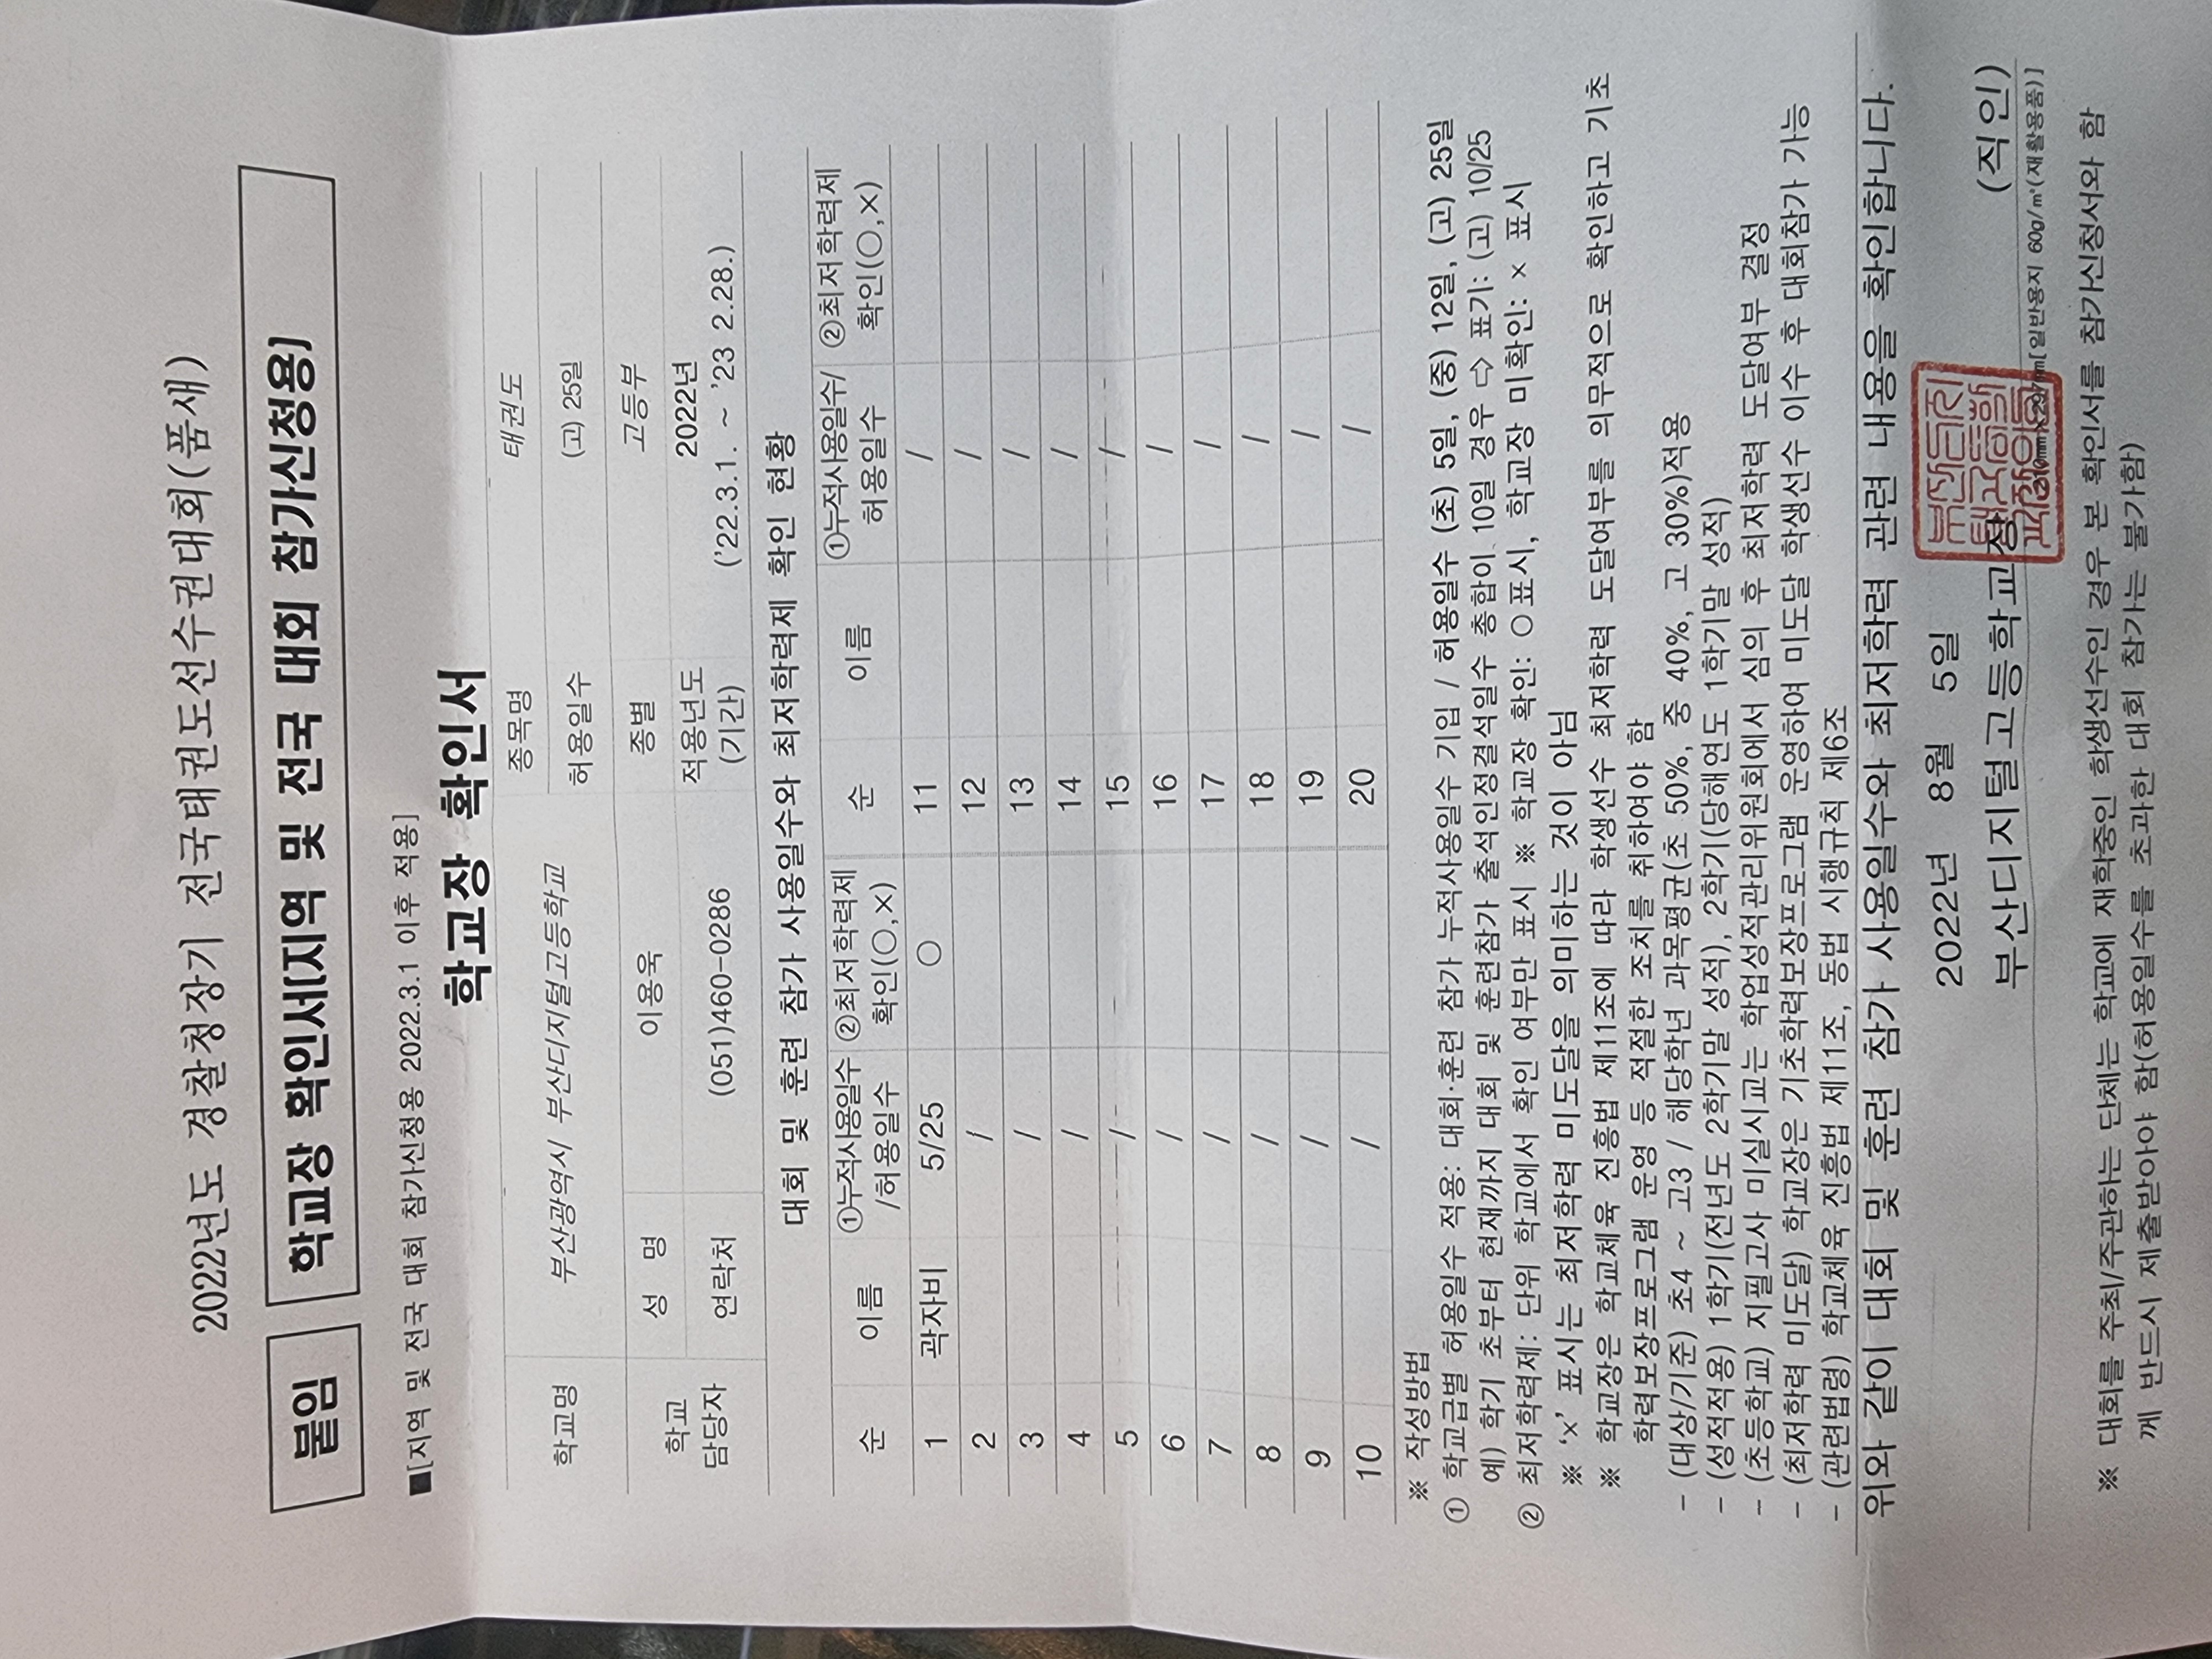 2022년도 경찰청장기 전국태권도선수권대회(품새)
붙임 학교장 확인서[지역 및 전국 대회 참가신청용]
■[지역 및 전국 대회 참가신청용 2022.3.1 이후 적용]
학교장 확인서
학교명 부산광역시 부산디지털고등학교 종목명 태권도
허용일수 (고) 25일
학교 담당자 성 명 이용욱 종별 고등부
연락처 (051)460-0286 적용년도 (기간) 2022년 ('22.3.1. ~ '23 2.28.)
대회 및 훈련 참가 사용일수와 최저학력제 확인 현황
순 이름 ①누적사용일수/허용일수 ②최저학력제 확인(○,×) 순 이름 ①누적사용일수/허용일수 ②최저학력제 확인(○,×)
1 곽자비 5/25 ○ 11 /
2 / 12 /
3 / 13 /
4 / 14 /
5 / 15 /
6 / 16 /
7 / 17 /
8 / 18 /
9 / 19 /
10 / 20 /
※ 작성방법
① 학교급별 허용일수 적용: 대회·훈련 참가 누적사용일수 기입 / 허용일수 (초) 5일, (중) 12일, (고) 25일
예) 학기 초부터 현재까지 대회 및 훈련참가 출석인정결석일수 총합이 10일 경우 ⇨ 표기: (고) 10/25
② 최저학력제: 단위 학교에서 확인 여부만 표시 ※ 학교장 확인: ○표시, 학교장 미확인: × 표시
※ '×' 표시는 최저학력 미도달을 의미하는 것이 아님
※ 학교장은 학교체육 진흥법 제11조에 따라 학생선수 최저학력 도달여부를 의무적으로 확인하고 기초
학력보장프로그램 운영 등 적절한 조치를 취하여야 함
- (대상/기준) 초4 ~ 고3 / 해당학년 과목평균(초 50%, 중 40%, 고 30%)적용
- (성적적용) 1학기(전년도 2학기말 성적), 2학기(당해연도 1학기말 성적)
- (초등학교) 지필고사 미실시교는 학업성적관리위원회에서 심의 후 최저학력 도달여부 결정
- (최저학력 미도달) 학교장은 기초학력보장프로그램 운영하여 미도달 학생선수 이수 후 대회참가 가능
- (관련법령) 학교체육 진흥법 제11조, 동법 시행규칙 제6조
위와 같이 대회 및 훈련 참가 사용일수와 최저학력 관련 내용을 확인합니다.
2022년 8월 5일
부산디지털고등학교장 (직인)
210㎜×297㎜[일반용지 60g/㎡(재활용품)]
※ 대회를 주최/주관하는 단체는 학교에 재학중인 학생선수인 경우 본 확인서를 참가신청서와 함
께 반드시 제출받아야 함(허용일수를 초과한 대회 참가는 불가함)